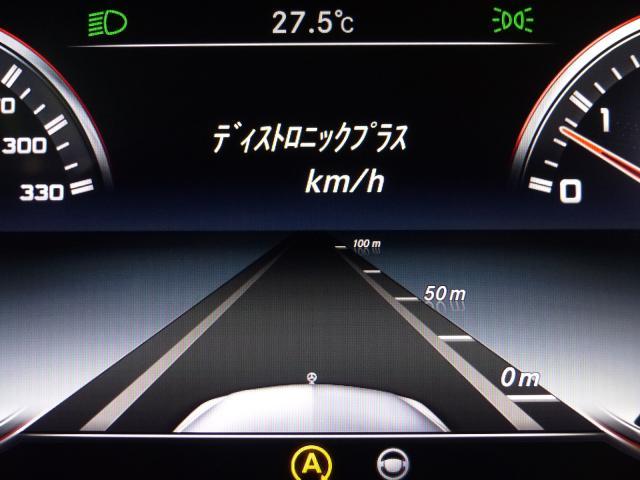 27.5℃
ﾃﾞｨｽﾄﾛﾆｯｸﾌﾟﾗｽ
km/h
300
330
1
0
100 m
50 m
0 m
A